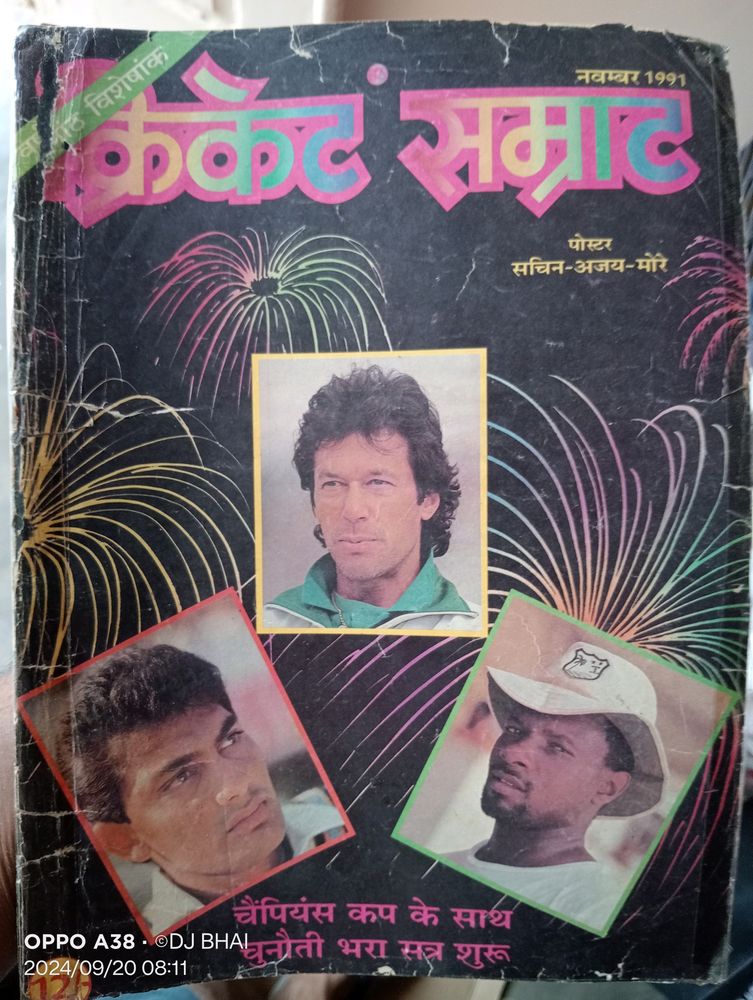 विशेषांक
नवम्बर 1991
क्रिकेट सम्राट
पोस्टर
सचिन-अजय-मोरे
चैंपियंस कप के साथ
चुनौती भरा सत्र शुरू
OPPO A38 · ©DJ BHAI
2024/09/20 08:11
12/-